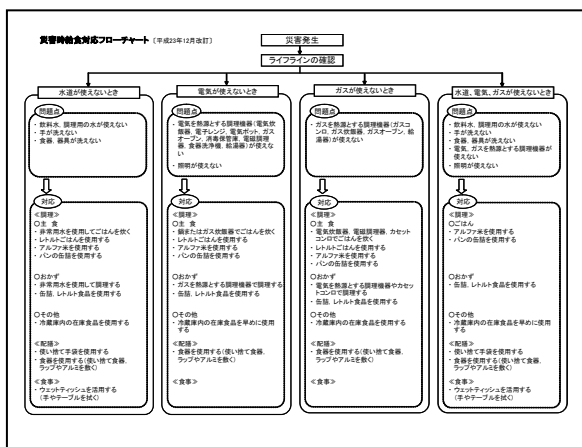 災害時給食対応フローチャート [平成23年12月改訂]
災害発生
ライフラインの確認
水道が使えないとき
問題点
・飲料水、調理用の水が使えない
・手が洗えない
・食器、器具が洗えない
対応
≪調理≫
○主 食
・非常用水を使用してごはんを炊く
・レトルトごはんを使用する
・アルファ米を使用する
・パンの缶詰を使用する
○おかず
・非常用水を使って調理する
・缶詰、レトルト食品を使用する
○その他
・冷蔵庫内の在庫食品を使用する
≪配膳≫
・使い捨て手袋を使用する
・食器を使用する(使い捨て食器、
ラップやアルミを敷く)
≪食事≫
・ウェットティッシュを活用する
(手やテーブルを拭く)
電気が使えないとき
問題点
・電気を熱源とする調理機器(電気炊
飯器、電子レンジ、電気ポット、ガス
オーブン、消毒保管庫、電磁調理
器、食器洗浄機、給湯器)が使えな
い
・照明が使えない
対応
≪調理≫
○主 食
・鍋またはガス炊飯器でごはんを炊く
・レトルトごはんを使用する
・アルファ米を使用する
・パンの缶詰を使用する
○おかず
・ガスを熱源とする調理機器で調理する
・缶詰、レトルト食品を使用する
○その他
・冷蔵庫内の在庫食品を早めに使用
する
≪配膳≫
・食器を使用する(使い捨て食器、
ラップやアルミを敷く)
≪食事≫
ガスが使えないとき
問題点
・ガスを熱源とする調理機器(ガスコ
ンロ、ガス炊飯器、ガスオーブン、給
湯器)が使えない
対応
≪調理≫
○主 食
・電気炊飯器、電磁調理器、カセット
コンロでごはんを炊く
・レトルトごはんを使用する
・アルファ米を使用する
・パンの缶詰を使用する
○おかず
・電気を熱源とする調理機器やカセッ
トコンロで調理する
・缶詰、レトルト食品を使用する
○その他
・冷蔵庫内の在庫食品を使用する
≪配膳≫
・食器を使用する(使い捨て食器、
ラップやアルミを敷く)
≪食事≫
水道、電気、ガスが使えないとき
問題点
・飲料水、調理用の水が使えない
・手が洗えない
・食器、器具が洗えない
・電気、ガスを熱源とする調理機器が
使えない
・照明が使えない
対応
≪調理≫
○ごはん
・アルファ米を使用する
・パンの缶詰を使用する
○おかず
・缶詰、レトルト食品を使用する
○その他
・冷蔵庫内の在庫食品を早めに使用
する
≪配膳≫
・使い捨て手袋を使用する
・食器を使用する(使い捨て食器、
ラップやアルミを敷く)
≪食事≫
・ウェットティッシュを活用する
(手やテーブルを拭く)